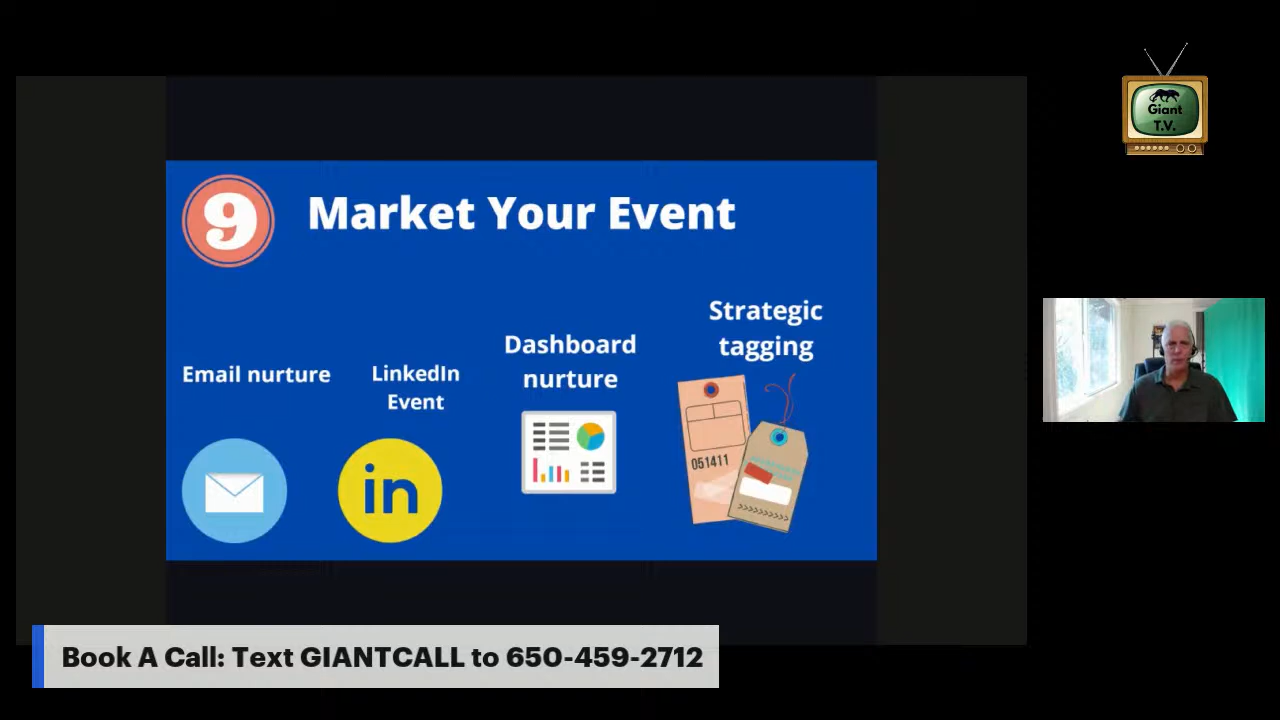 Giant
T.V.
9
Market Your Event
Email nurture
LinkedIn
Event
Dashboard
nurture
Strategic
tagging
in
051411
Book A Call: Text GIANTCALL to 650-459-2712